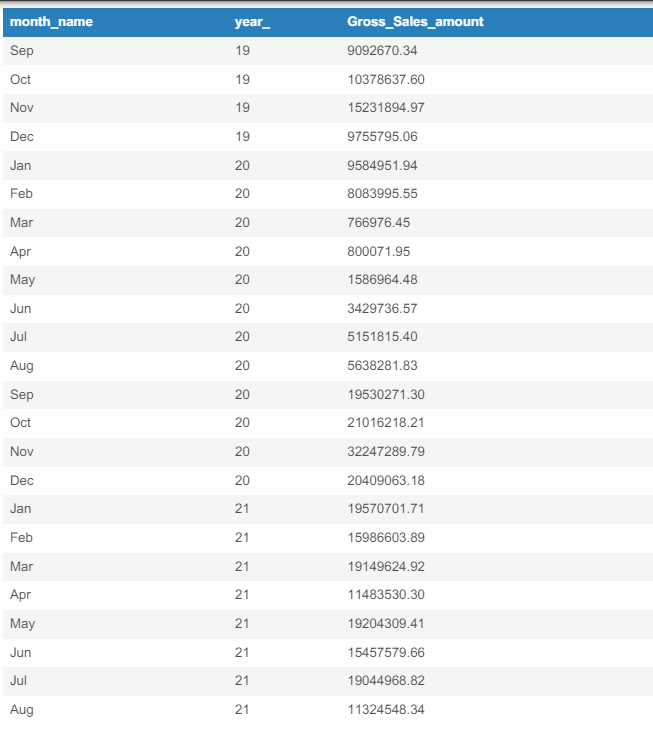 month_name year_ Gross_Sales_amount
Sep 19 9092670.34
Oct 19 10378637.60
Nov 19 15231894.97
Dec 19 9755795.06
Jan 20 9584951.94
Feb 20 8083995.55
Mar 20 766976.45
Apr 20 800071.95
May 20 1586964.48
Jun 20 3429736.57
Jul 20 5151815.40
Aug 20 5638281.83
Sep 20 19530271.30
Oct 20 21016218.21
Nov 20 32247289.79
Dec 20 20409063.18
Jan 21 19570701.71
Feb 21 15986603.89
Mar 21 19149624.92
Apr 21 11483530.30
May 21 19204309.41
Jun 21 15457579.66
Jul 21 19044968.82
Aug 21 11324548.34